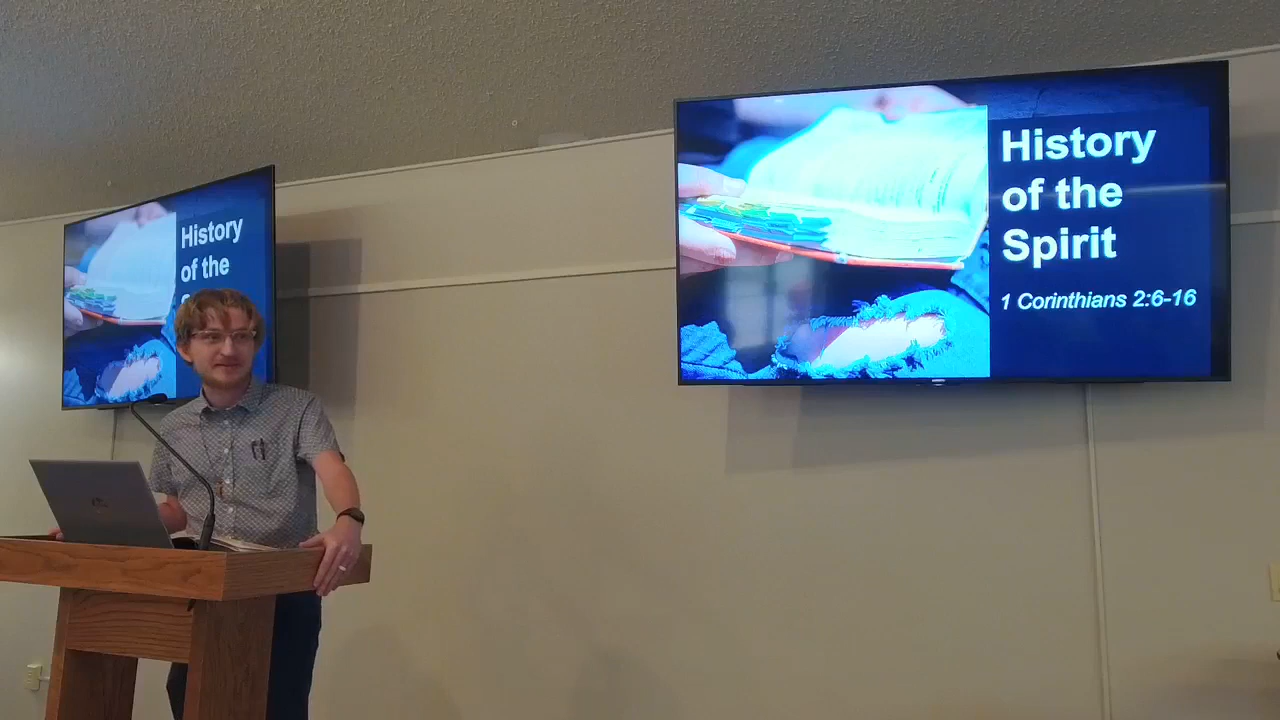 History
of the
Spirit
1 Corinthians 2:6-16
History
of the